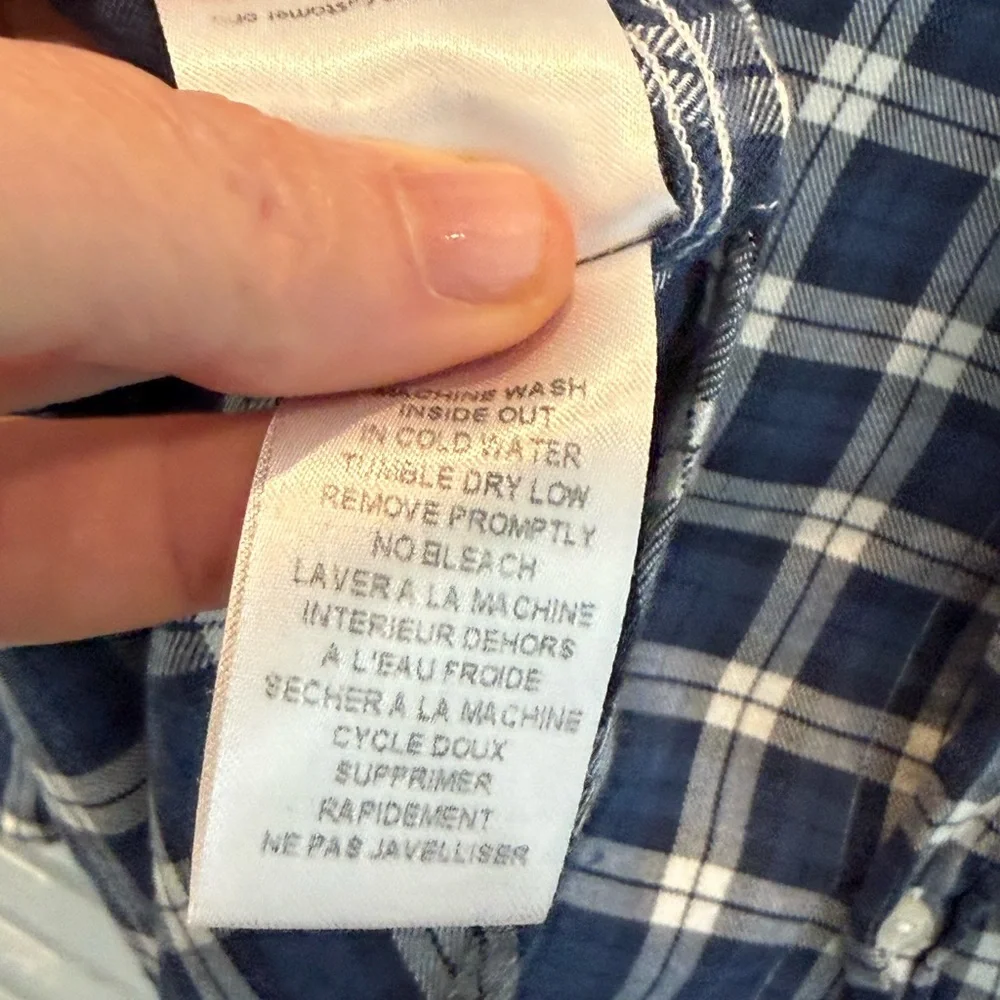 MACHINE WASH
INSIDE OUT
IN COLD WATER
TUMBLE DRY LOW
REMOVE PROMPTLY
NO BLEACH
LAVER A LA MACHINE
INTERIEUR DEHORS
A L'EAU FROIDE
SECHER A LA MACHINE
CYCLE DOUX
SUPPRIMER
RAPIDEMENT
NE PAS JAVELLISER